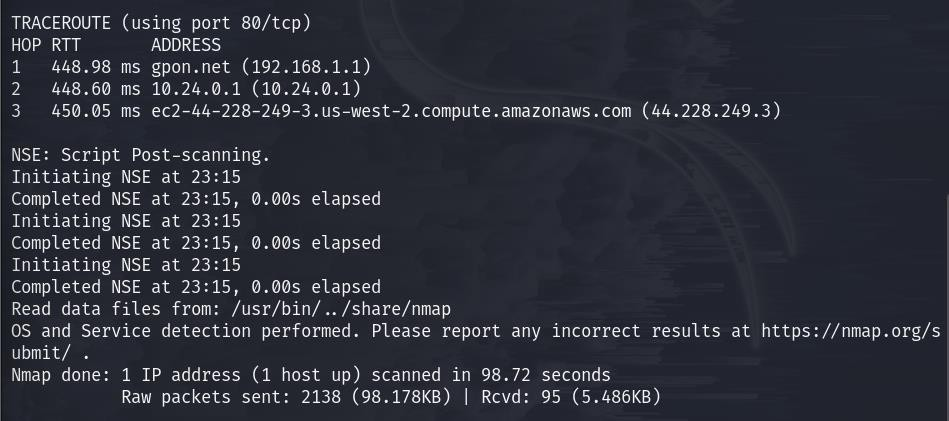 TRACEROUTE (using port 80/tcp)
HOP RTT       ADDRESS
1   448.98 ms gpon.net (192.168.1.1)
2   448.60 ms 10.24.0.1 (10.24.0.1)
3   450.05 ms ec2-44-228-249-3.us-west-2.compute.amazonaws.com (44.228.249.3)

NSE: Script Post-scanning.
Initiating NSE at 23:15
Completed NSE at 23:15, 0.00s elapsed
Initiating NSE at 23:15
Completed NSE at 23:15, 0.00s elapsed
Initiating NSE at 23:15
Completed NSE at 23:15, 0.00s elapsed
Read data files from: /usr/bin/../share/nmap
OS and Service detection performed. Please report any incorrect results at https://nmap.org/s
ubmit/ .
Nmap done: 1 IP address (1 host up) scanned in 98.72 seconds
           Raw packets sent: 2138 (98.178KB) | Rcvd: 95 (5.486KB)